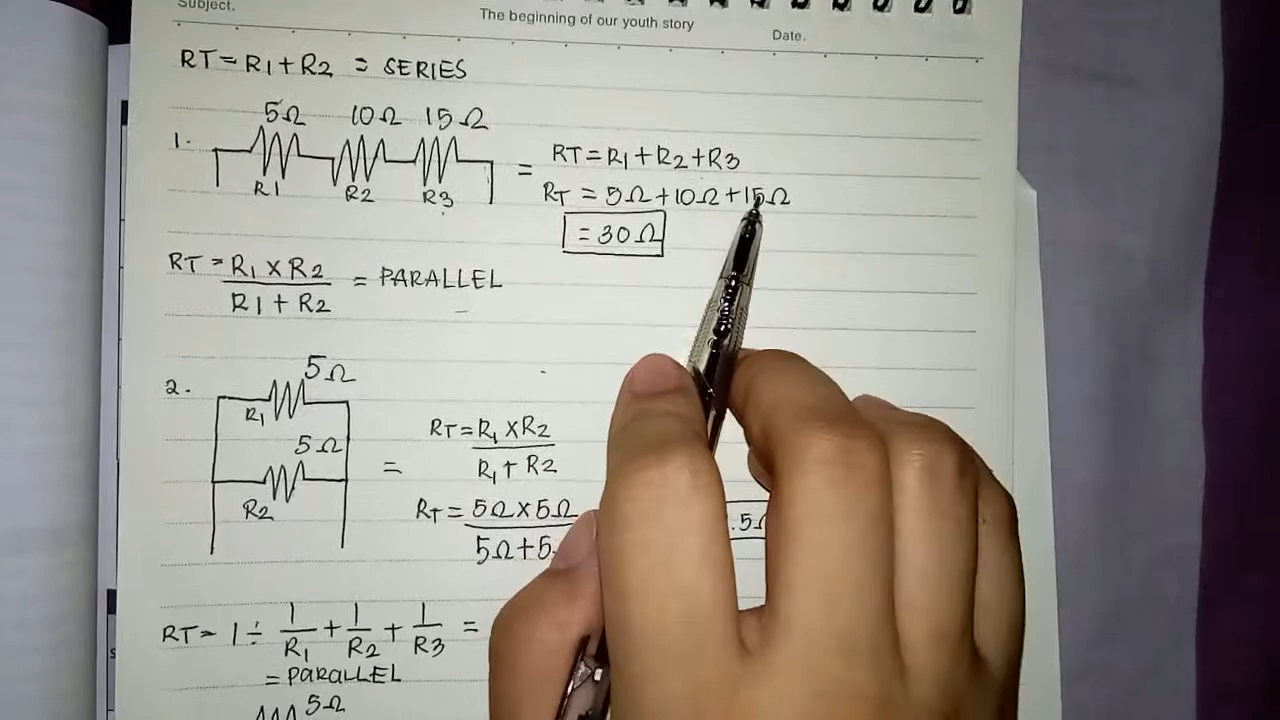 Subject.
The beginning of our youth story
Date.
RT = R1 + R2 = SERIES
5Ω 10Ω 15Ω
1.
R1 R2 R3
= RT = R1 + R2 + R3
RT = 5Ω + 10Ω + 15Ω
= 30Ω
RT = R1 X R2 = PARALLEL
R1 + R2
2.
5Ω
R1
5Ω
R2
= RT = R1 X R2
R1 + R2
RT = 5Ω X 5Ω
5Ω + 5
.5Ω
RT = 1 ÷ 1 + 1 + 1 =
R1 R2 R3
= PARALLEL
5Ω